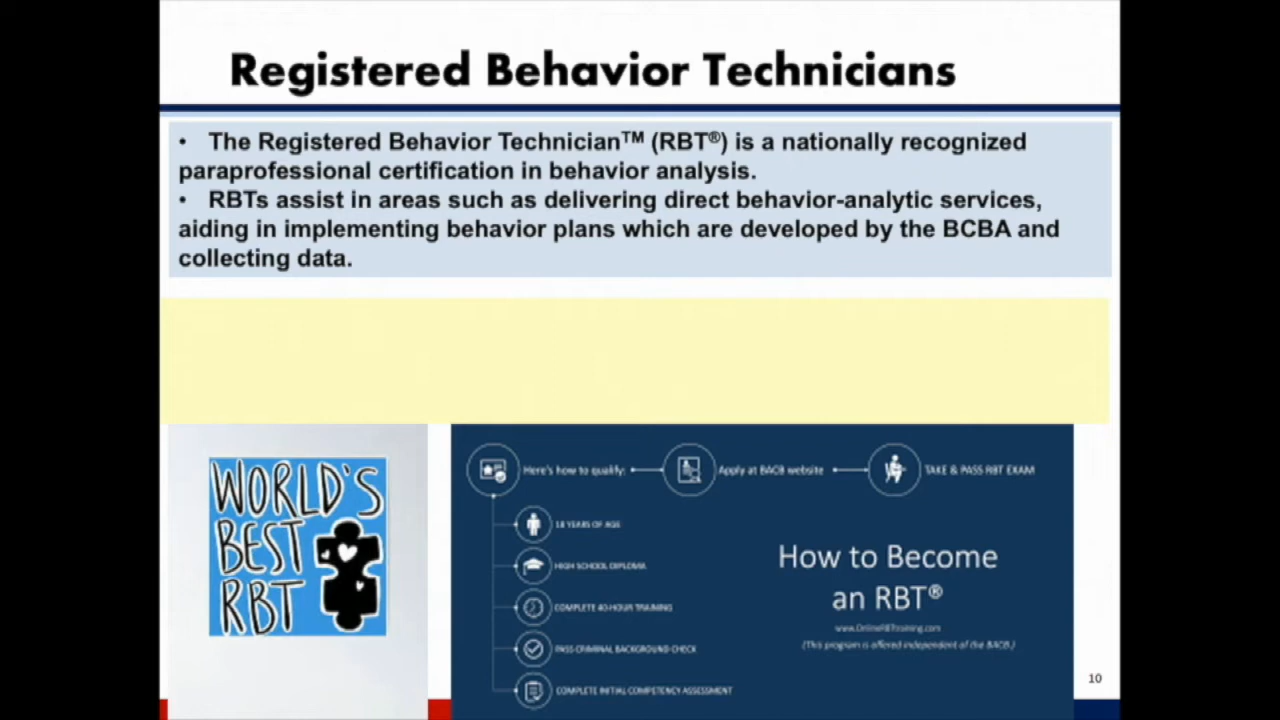 Registered Behavior Technicians
• The Registered Behavior Technician™ (RBT®) is a nationally recognized
paraprofessional certification in behavior analysis.
• RBTs assist in areas such as delivering direct behavior-analytic services,
aiding in implementing behavior plans which are developed by the BCBA and
collecting data.
WORLD'S
BEST
RBT
Here's how to qualify:
Apply at BACB website
TAKE & PASS RBT EXAM
18 YEARS OF AGE
HIGH SCHOOL DIPLOMA
COMPLETE 40-HOUR TRAINING
PASS CRIMINAL BACKGROUND CHECK
COMPLETE INITIAL COMPETENCY ASSESSMENT
How to Become
an RBT®
www.OnlineRBTtraining.com
(This program is offered independent of the BACB.)
10